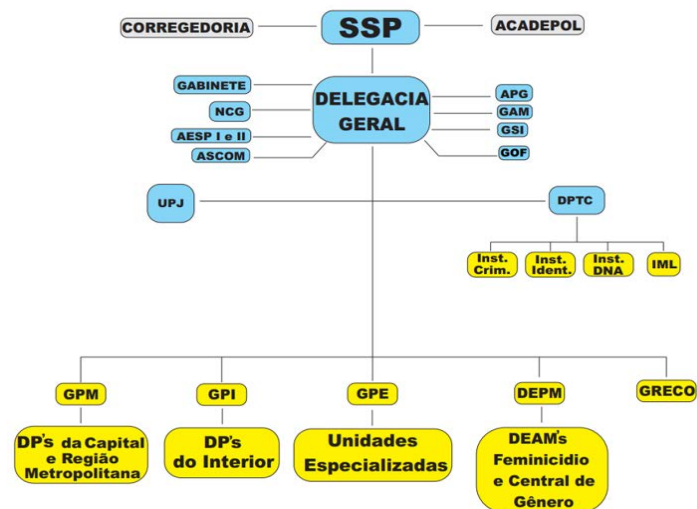 CORREGEDORIA
SSP
ACADEPOL
GABINETE
NCG
AESP I e II
ASCOM
DELEGACIA
GERAL
APG
GAM
GSI
GOF
UPJ
DPTC
Inst.
Crim.
Inst.
Ident.
Inst.
DNA
IML
GPM
GPI
GPE
DEPM
GRECO
DP's da Capital
e Região
Metropolitana
DP's
do Interior
Unidades
Especializadas
DEAM's
Feminicidio
e Central de
Gênero